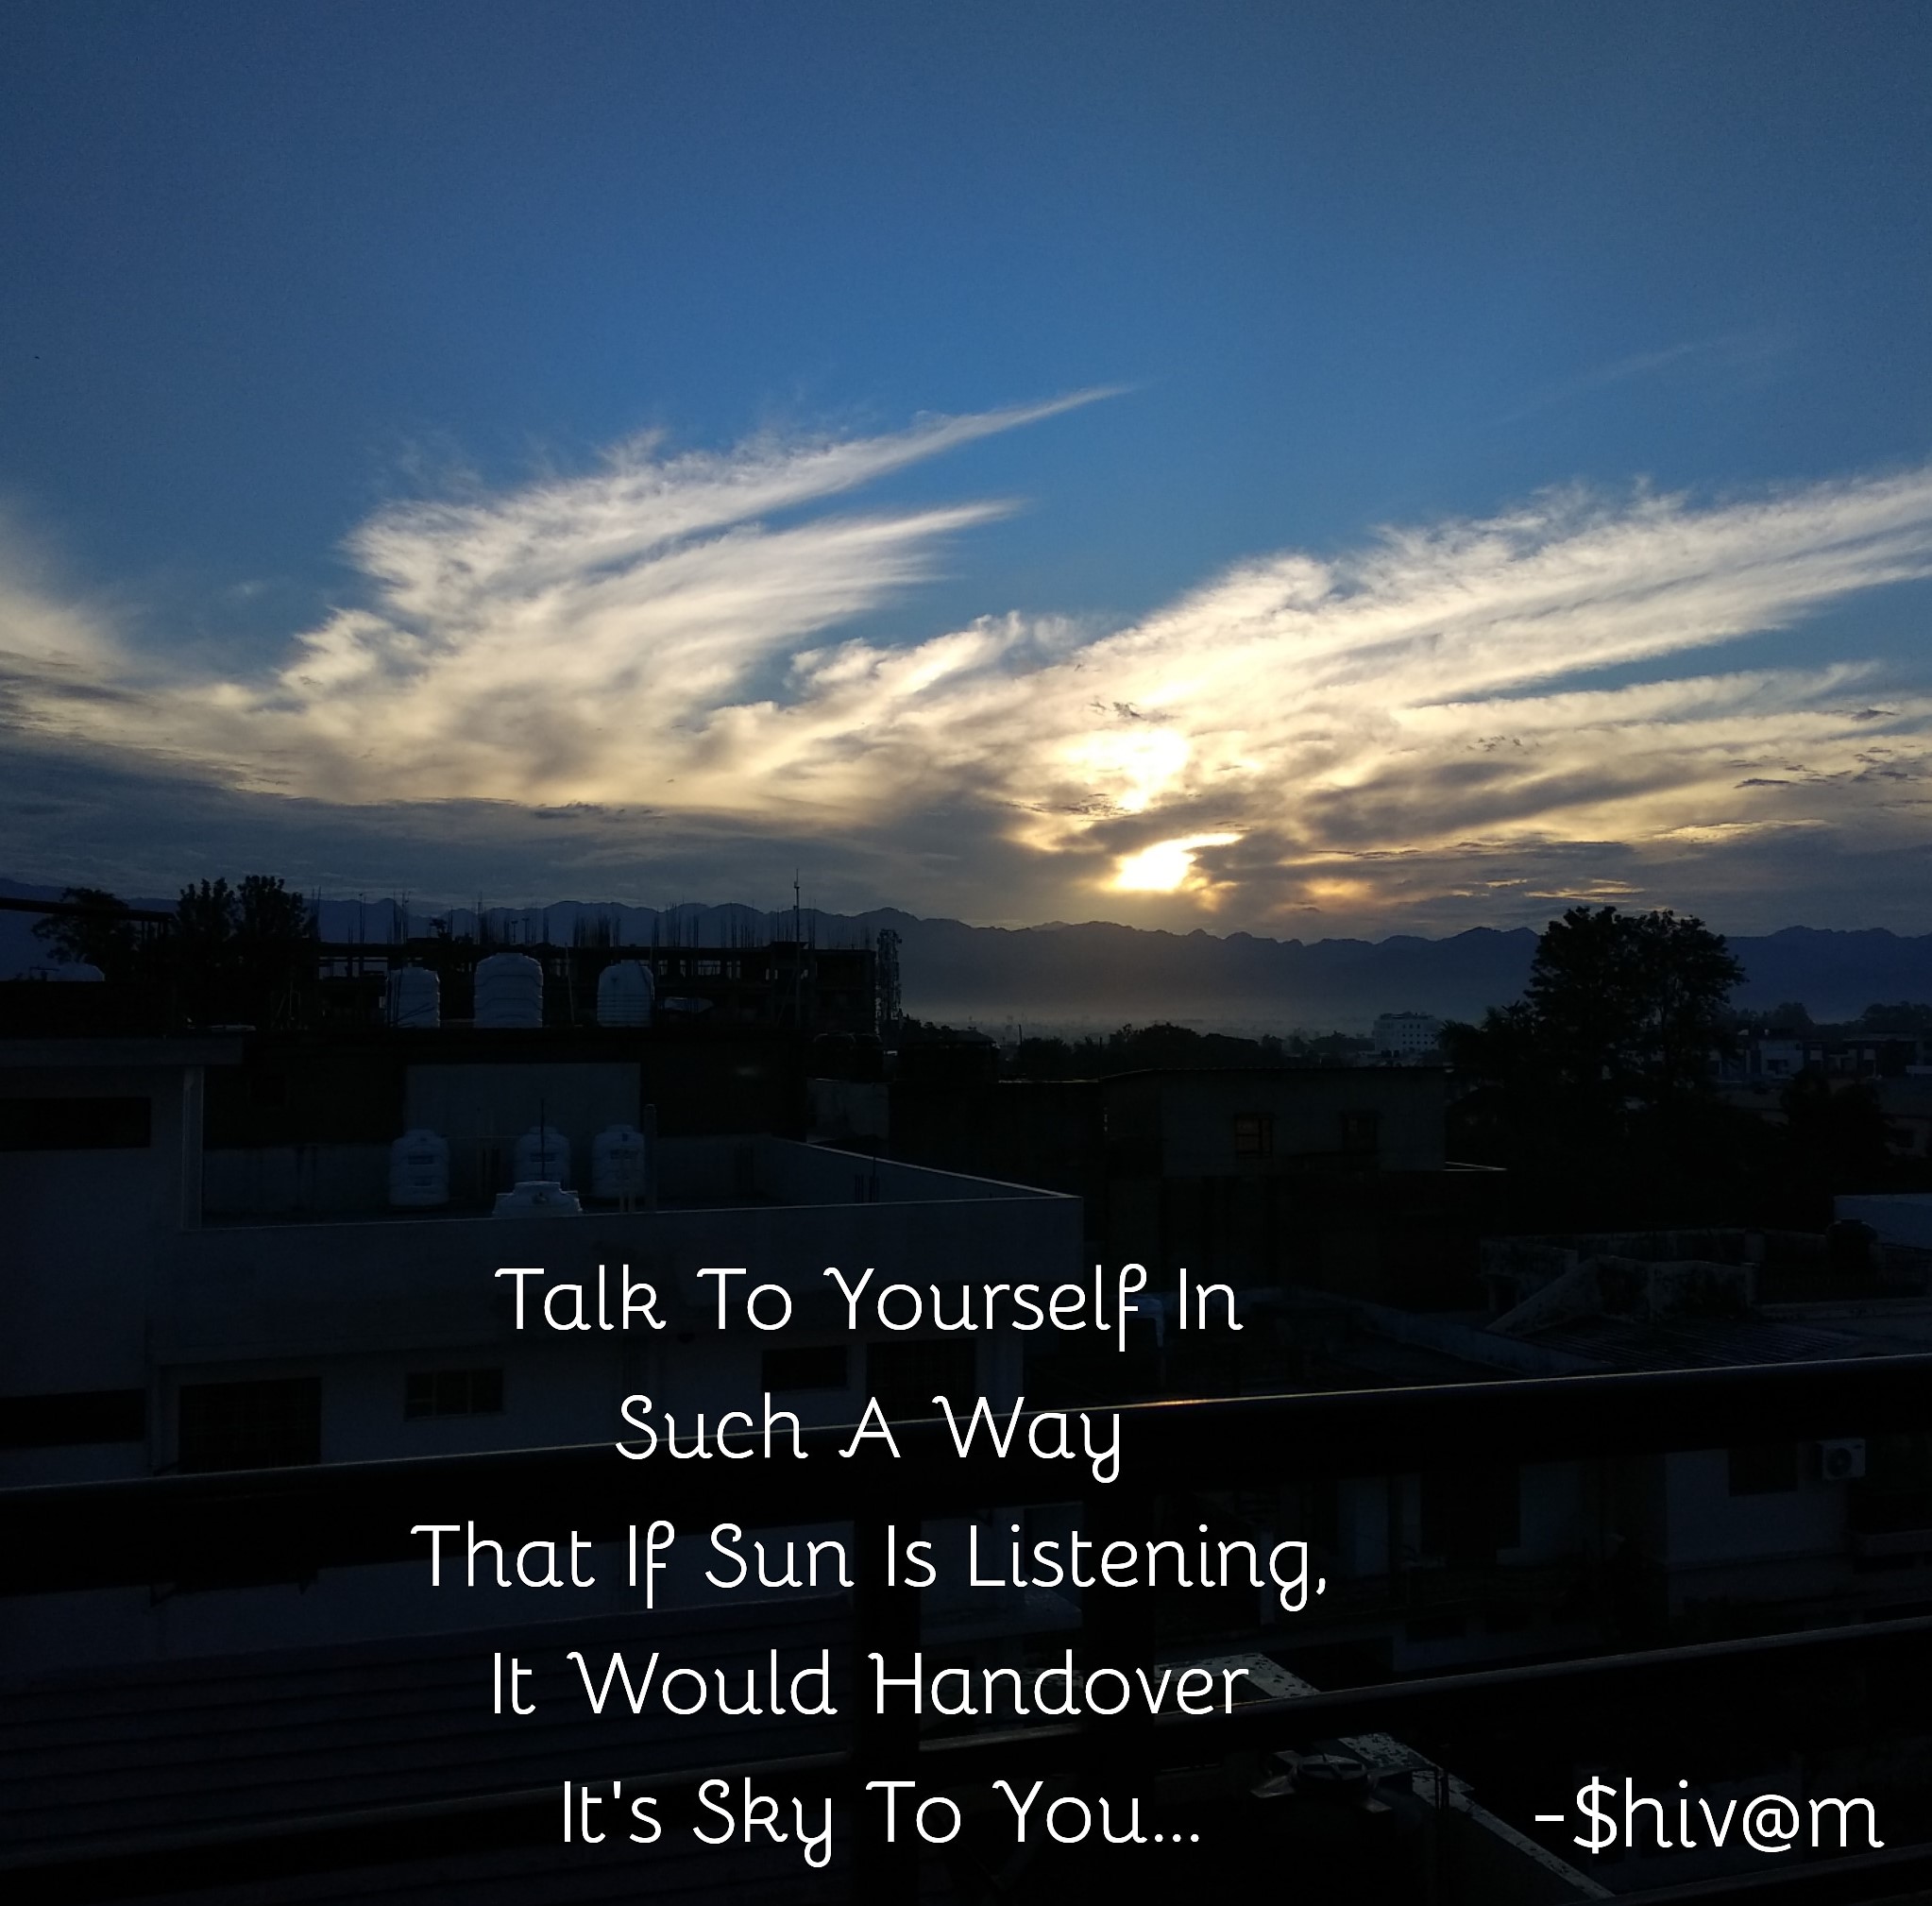 Talk To Yourself In
Such A Way
That If Sun Is Listening,
It Would Handover
It's Sky To You...
-$hiv@m